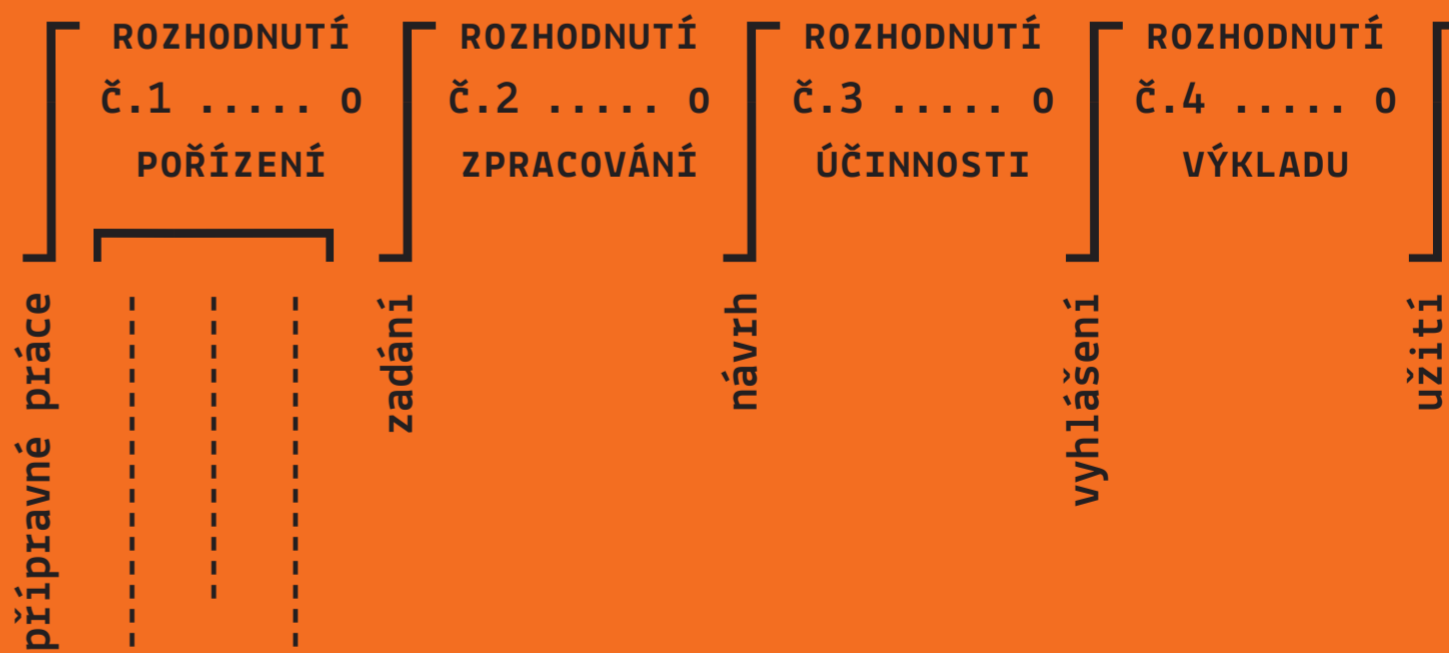 ROZHODNUTÍ
Č.1 ..... O
POŘÍZENÍ
ROZHODNUTÍ
Č.2 ..... O
ZPRACOVÁNÍ
ROZHODNUTÍ
Č.3 ..... O
ÚČINNOSTI
ROZHODNUTÍ
Č.4 ..... O
VÝKLADU
přípravné práce
zadání
návrh
vyhlášení
užití